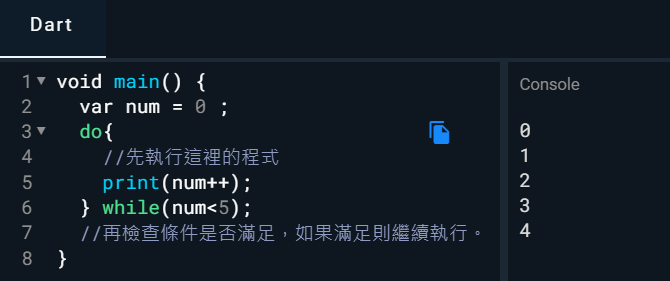 Dart
1 void main() {
2 var num = 0 ;
3 do{
4 //先執行這裡的程式
5 print(num++);
6 } while(num<5);
7 //再檢查條件是否滿足，如果滿足則繼續執行。
8 }
Console
0
1
2
3
4